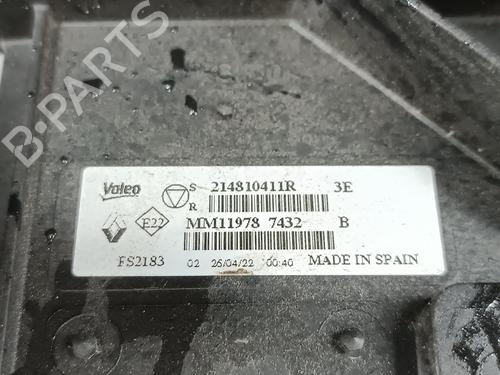 B-PARTS
Valeo S 214810411R 3E
R
E22 MM11978 7432 B
FS2183 02 26/04/22 00:40 MADE IN SPAIN